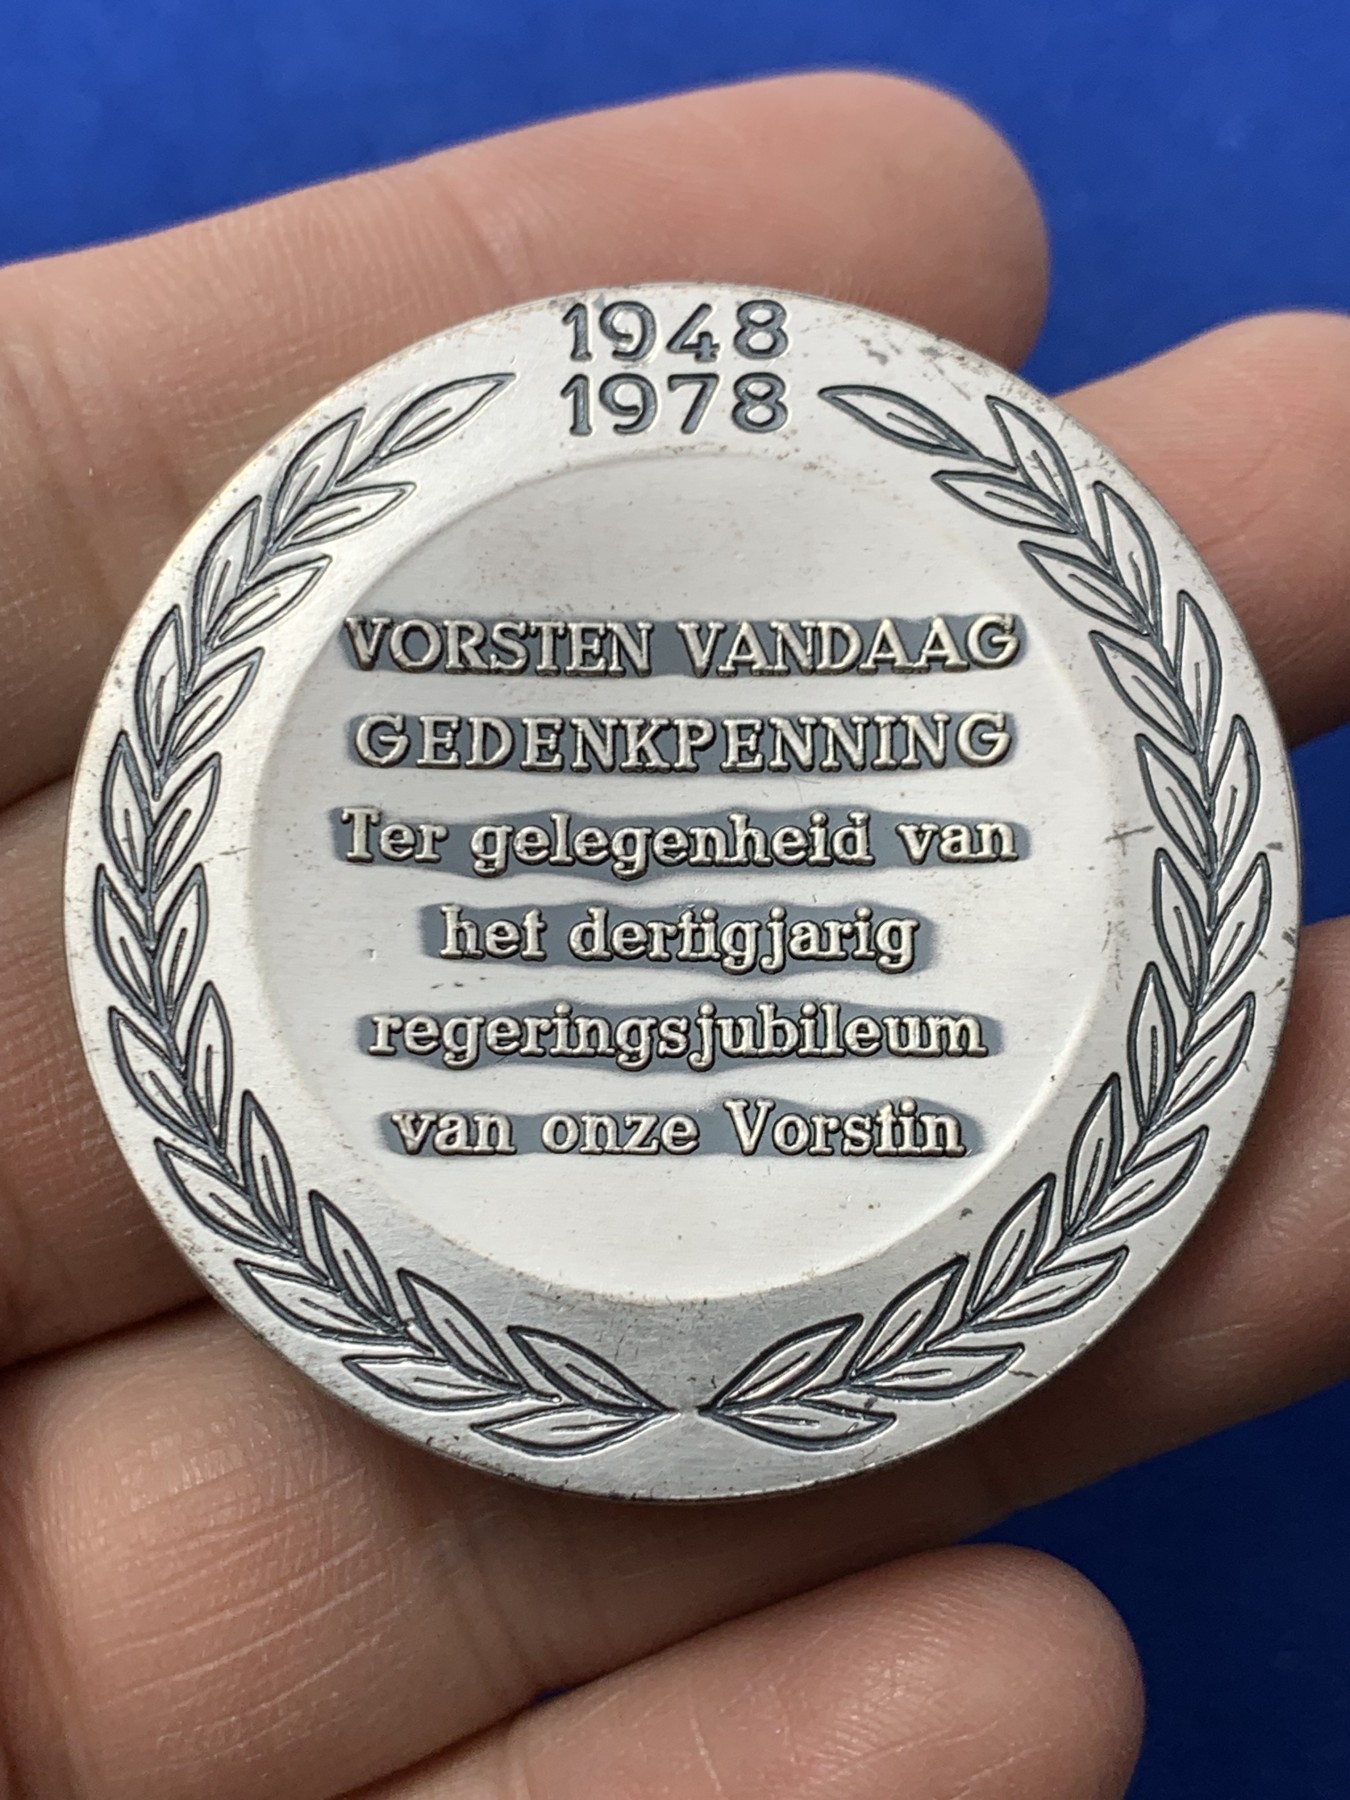 1948
1978
VORSTEN VANDAAG
GEDENKPENNING
Ter gelegenheid van
het dertigjarig
regeringsjubileum
van onze Vorstin